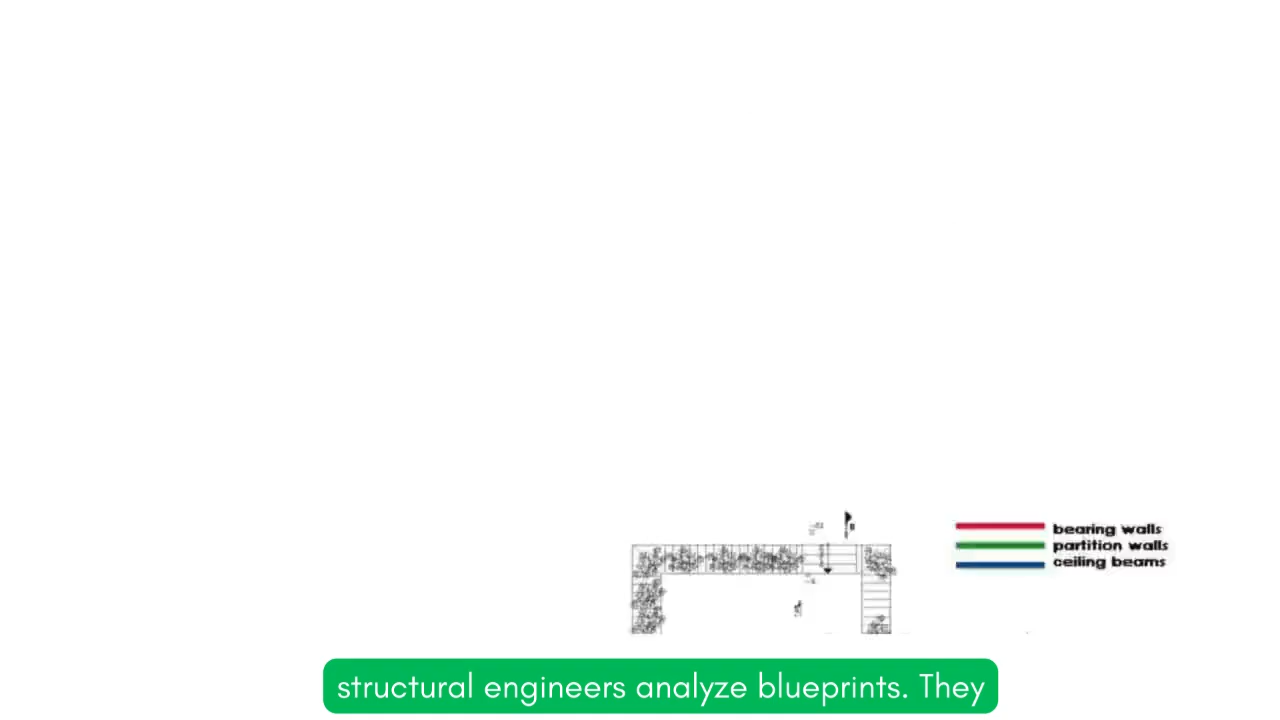 bearing walls
partition walls
ceiling beams
structural engineers analyze blueprints. They